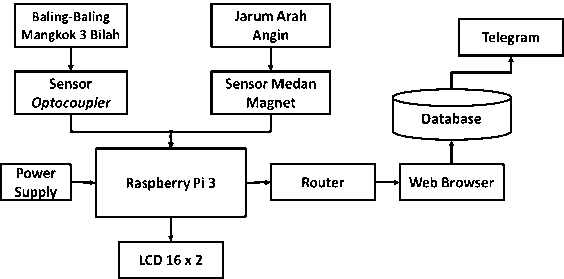 Baling-Baling
Mangkok 3 Bilah
Jarum Arah
Angin
Telegram
Sensor
Optocoupler
Sensor Medan
Magnet
Database
Power
Supply
Raspberry Pi 3
Router
Web Browser
LCD 16 x 2